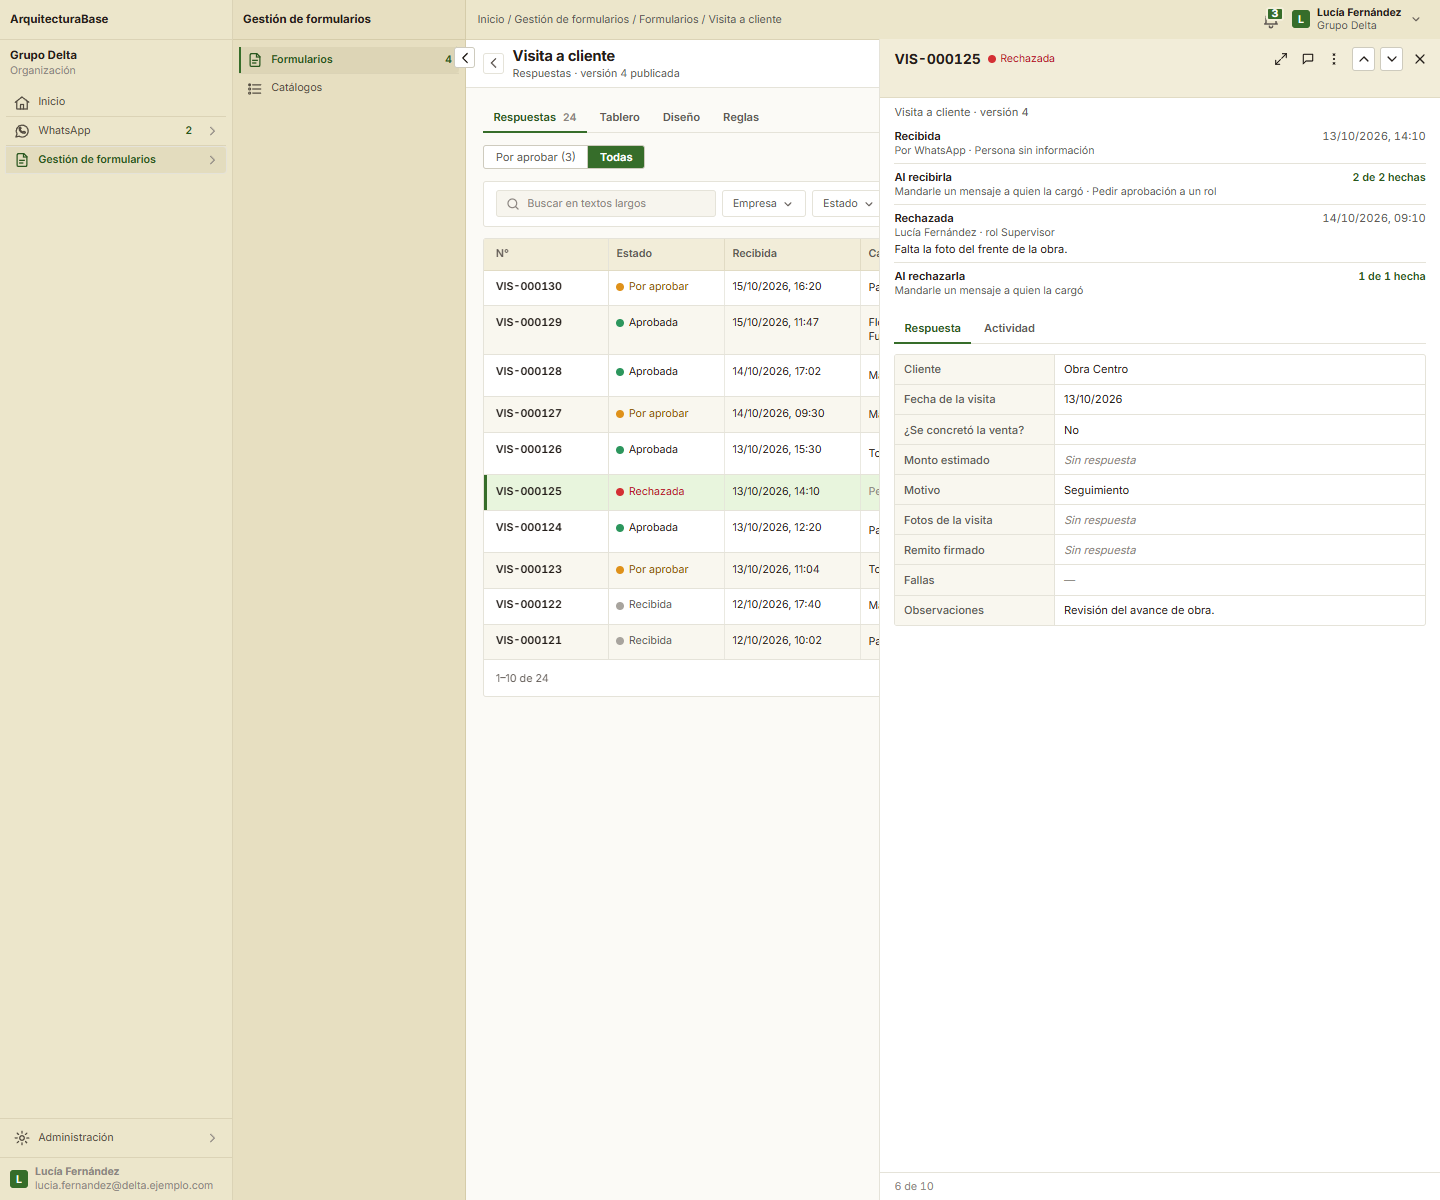 ArquitecturaBase
Grupo Delta
Organización
Inicio
WhatsApp 2
Gestión de formularios
Administración
L Lucía Fernández
lucia.fernandez@delta.ejemplo.com
Gestión de formularios
Formularios 4
Catálogos
Inicio / Gestión de formularios / Formularios / Visita a cliente
3
L Lucía Fernández
Grupo Delta
Visita a cliente
Respuestas · versión 4 publicada
Respuestas 24 Tablero Diseño Reglas
Por aprobar (3) Todas
Buscar en textos largos Empresa Estado
N° Estado Recibida Ca
VIS-000130 Por aprobar 15/10/2026, 16:20 Pa
VIS-000129 Aprobada 15/10/2026, 11:47 Flo
Fu
VIS-000128 Aprobada 14/10/2026, 17:02 Ma
VIS-000127 Por aprobar 14/10/2026, 09:30 Ma
VIS-000126 Aprobada 13/10/2026, 15:30 To
VIS-000125 Rechazada 13/10/2026, 14:10 Pe
VIS-000124 Aprobada 13/10/2026, 12:20 Pa
VIS-000123 Por aprobar 13/10/2026, 11:04 To
VIS-000122 Recibida 12/10/2026, 17:40 Ma
VIS-000121 Recibida 12/10/2026, 10:02 Pa
1–10 de 24
VIS-000125 Rechazada
Visita a cliente · versión 4
Recibida 13/10/2026, 14:10
Por WhatsApp · Persona sin información
Al recibirla 2 de 2 hechas
Mandarle un mensaje a quien la cargó · Pedir aprobación a un rol
Rechazada 14/10/2026, 09:10
Lucía Fernández · rol Supervisor
Falta la foto del frente de la obra.
Al rechazarla 1 de 1 hecha
Mandarle un mensaje a quien la cargó
Respuesta Actividad
Cliente Obra Centro
Fecha de la visita 13/10/2026
¿Se concretó la venta? No
Monto estimado Sin respuesta
Motivo Seguimiento
Fotos de la visita Sin respuesta
Remito firmado Sin respuesta
Fallas —
Observaciones Revisión del avance de obra.
6 de 10